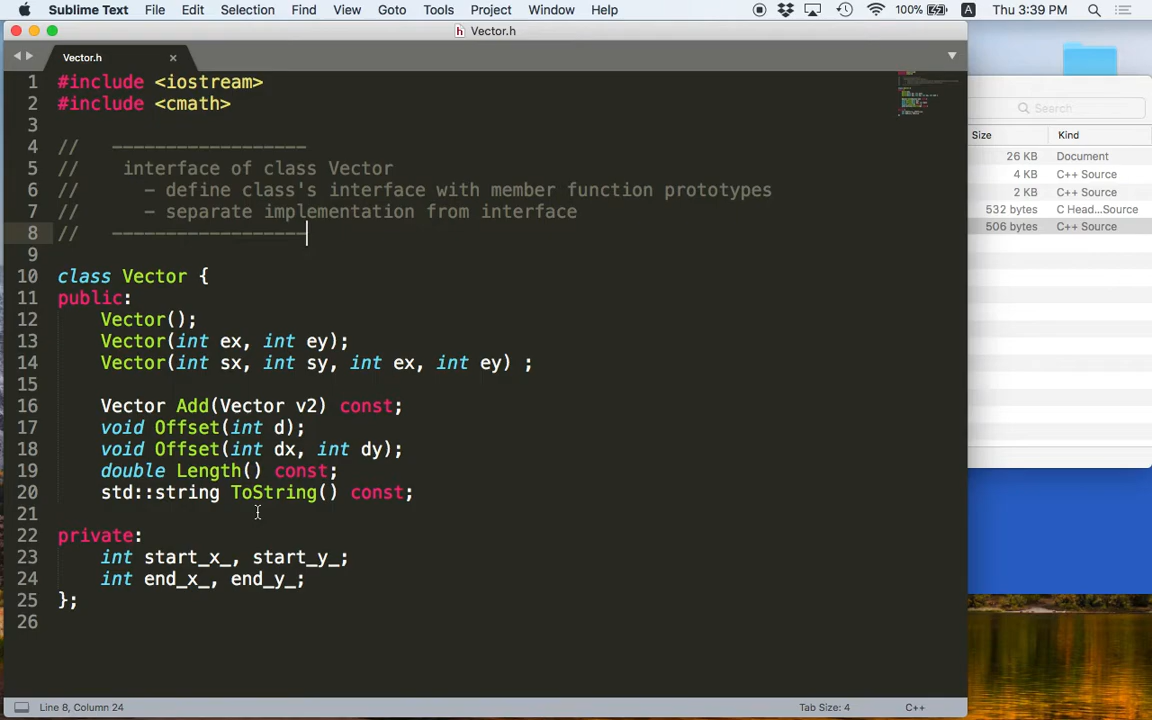 Sublime Text File Edit Selection Find View Goto Tools Project Window Help 100% A Thu 3:39 PM
Vector.h
Vector.h ×
1 #include <iostream>
2 #include <cmath>
3
4 // -----------------
5 // interface of class Vector
6 // - define class's interface with member function prototypes
7 // - separate implementation from interface
8 // ------------------
9
10 class Vector {
11 public:
12 Vector();
13 Vector(int ex, int ey);
14 Vector(int sx, int sy, int ex, int ey) ;
15
16 Vector Add(Vector v2) const;
17 void Offset(int d);
18 void Offset(int dx, int dy);
19 double Length() const;
20 std::string ToString() const;
21
22 private:
23 int start_x_, start_y_;
24 int end_x_, end_y_;
25 };
26
Line 8, Column 24 Tab Size: 4 C++
Search
Size Kind
26 KB Document
4 KB C++ Source
2 KB C++ Source
532 bytes C Head...Source
506 bytes C++ Source